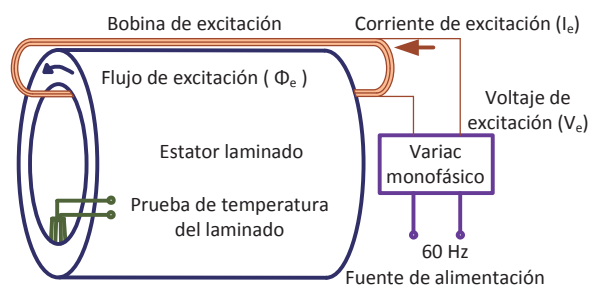 Bobina de excitación
Corriente de excitación (Ie)
Flujo de excitación ( Φe )
Voltaje de
excitación (Ve)
Estator laminado
Variac
monofásico
Prueba de temperatura
del laminado
60 Hz
Fuente de alimentación